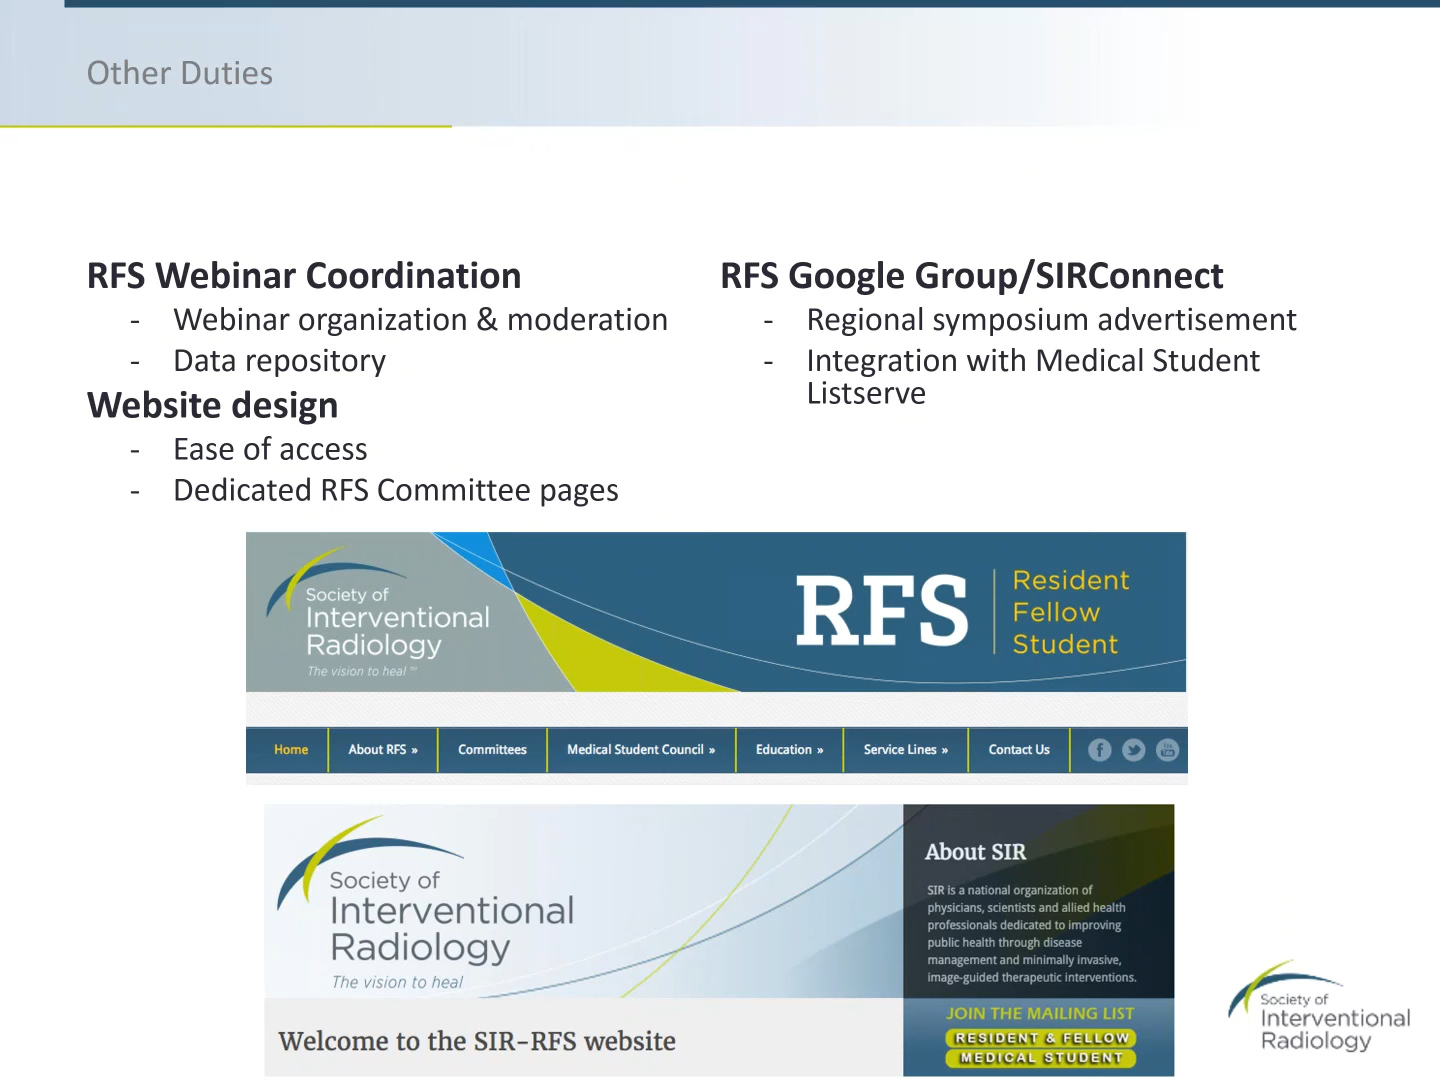 Other Duties
RFS Webinar Coordination
- Webinar organization & moderation
- Data repository
Website design
- Ease of access
- Dedicated RFS Committee pages
RFS Google Group/SIRConnect
- Regional symposium advertisement
- Integration with Medical Student
Listserve
Society of
Interventional
Radiology
The vision to heal ™
RFS
Resident
Fellow
Student
Home
About RFS »
Committees
Medical Student Council »
Education »
Service Lines »
Contact Us
f
You
Tube
Society of
Interventional
Radiology
The vision to heal
Welcome to the SIR-RFS website
About SIR
SIR is a national organization of
physicians, scientists and allied health
professionals dedicated to improving
public health through disease
management and minimally invasive,
image-guided therapeutic interventions.
JOIN THE MAILING LIST
RESIDENT & FELLOW
MEDICAL STUDENT
Society of
Interventional
Radiology